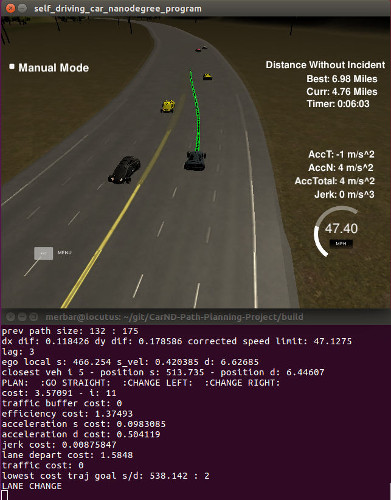 self_driving_car_nanodegree_program
Manual Mode
Distance Without Incident
Best: 6.98 Miles
Curr: 4.76 Miles
Timer: 0:06:03
AccT: -1 m/s^2
AccN: 4 m/s^2
AccTotal: 4 m/s^2
Jerk: 0 m/s^3
47.40
MPH
MENU
merbar@locutus: ~/git/CarND-Path-Planning-Project/build
prev path size: 132 : 175
dx dif: 0.118426 dy dif: 0.178586 corrected speed limit: 47.1275
lag: 3
ego local s: 466.254 s_vel: 0.420385 d: 6.62685
closest veh i 5 - position s: 513.735 - position d: 6.44607
PLAN:  :GO STRAIGHT:  :CHANGE LEFT:  :CHANGE RIGHT:
cost: 3.57091 - i: 11
traffic buffer cost: 0
efficiency cost: 1.37493
acceleration s cost: 0.0983085
acceleration d cost: 0.504119
jerk cost: 0.00875847
lane depart cost: 1.5848
traffic cost: 0
lowest cost traj goal s/d: 538.142 : 2
LANE CHANGE